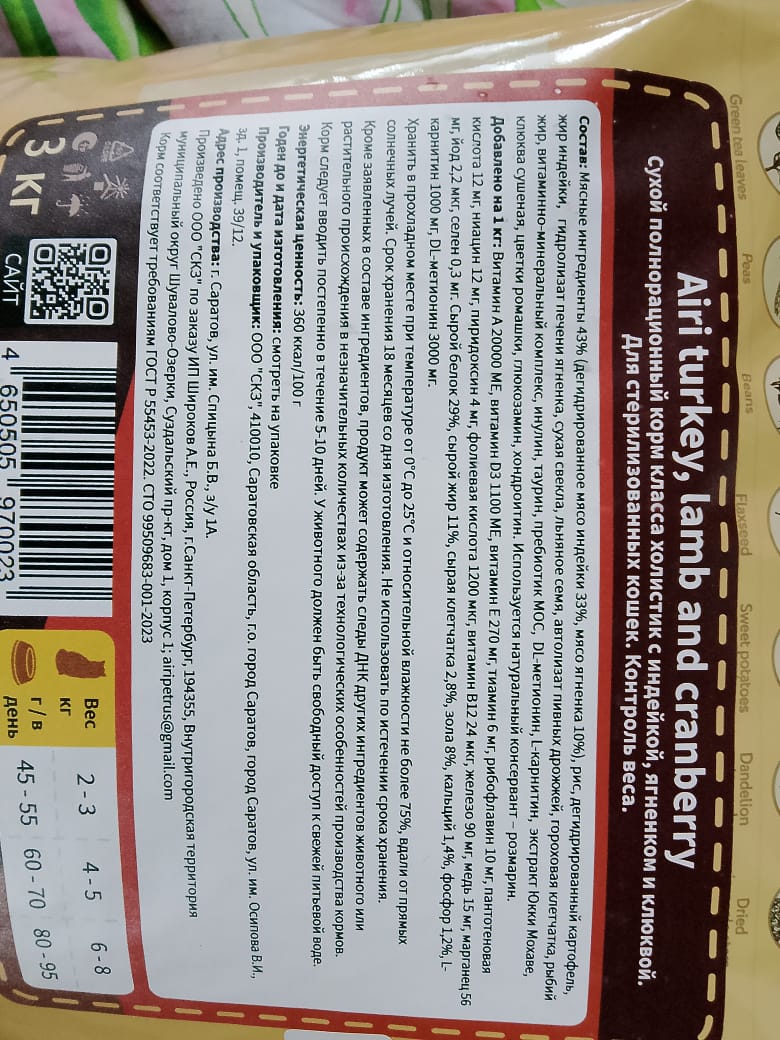 Green tea leaves
Peas
Beans
Flaxseed
Sweet potatoes
Dandelion
Dried
Airi turkey, lamb and cranberry
Сухой полнорационный корм класса холистик с индейкой, ягненком и клюквой.
Для стерилизованных кошек. Контроль веса.
Состав: Мясные ингредиенты 43% (дегидрированное мясо индейки 33%, мясо ягненка 10%), рис, дегидрированный картофель,
жир индейки, гидролизат печени ягненка, сухая свекла, льняное семя, автолизат пивных дрожжей, гороховая клетчатка, рыбий
жир, витаминно-минеральный комплекс, инулин, таурин, пребиотик МОС, DL-метионин, L-карнитин, экстракт Юкки Мохаве,
клюква сушеная, цветки ромашки, глюкозамин, хондроитин. Используется натуральный консервант – розмарин.
Добавлено на 1 кг: Витамин А 20000 МЕ, витамин D3 1100 МЕ, витамин Е 270 мг, тиамин 6 мг, рибофлавин 10 мг, пантотеновая
кислота 12 мг, ниацин 12 мг, пиридоксин 4 мг, фолиевая кислота 1200 мкг, витамин В12 24 мкг, железо 90 мг, медь 15 мг, марганец 56
мг, йод 2,2 мкг, селен 0,3 мг. Сырой белок 29%, сырой жир 11%, сырая клетчатка 2,8%, зола 8%, кальций 1,4%, фосфор 1,2%, L-
карнитин 1000 мг, DL-метионин 3000 мг.
Хранить в прохладном месте при температуре от 0°С до 25°С и относительной влажности не более 75%, вдали от прямых
солнечных лучей. Срок хранения 18 месяцев со дня изготовления. Не использовать по истечении срока хранения.
Кроме заявленных в составе ингредиентов, продукт может содержать следы ДНК других ингредиентов животного или
растительного происхождения в незначительных количествах из-за технологических особенностей производства кормов.
Корм следует вводить постепенно в течение 5-10 дней. У животного должен быть свободный доступ к свежей питьевой воде.
Энергетическая ценность: 360 ккал/100 г
Годен до и дата изготовления: смотреть на упаковке
Производитель и упаковщик: ООО "СКЗ", 410010, Саратовская область, г.о. город Саратов, город Саратов, ул. им. Осипова В.И.,
зд. 1, помещ. 39/12.
Адрес производства: г. Саратов, ул. им. Спицына Б.В., з/у 1А.
Произведено ООО "СКЗ" по заказу ИП Широков А.Е., Россия, г.Санкт-Петербург, 194355, Внутригородская территория
муниципальный округ Шувалово-Озерки, Суздальский пр-кт, дом 1, корпус 1; airipetrus@gmail.com
Корм соответствует требованиям ГОСТ Р 55453-2022. СТО 99509683-001-2023
3 кг
САЙТ
4 650505 970023
Вес кг 2 - 3 4 - 5 6 - 8
г / в день 45 - 55 60 - 70 80 - 95